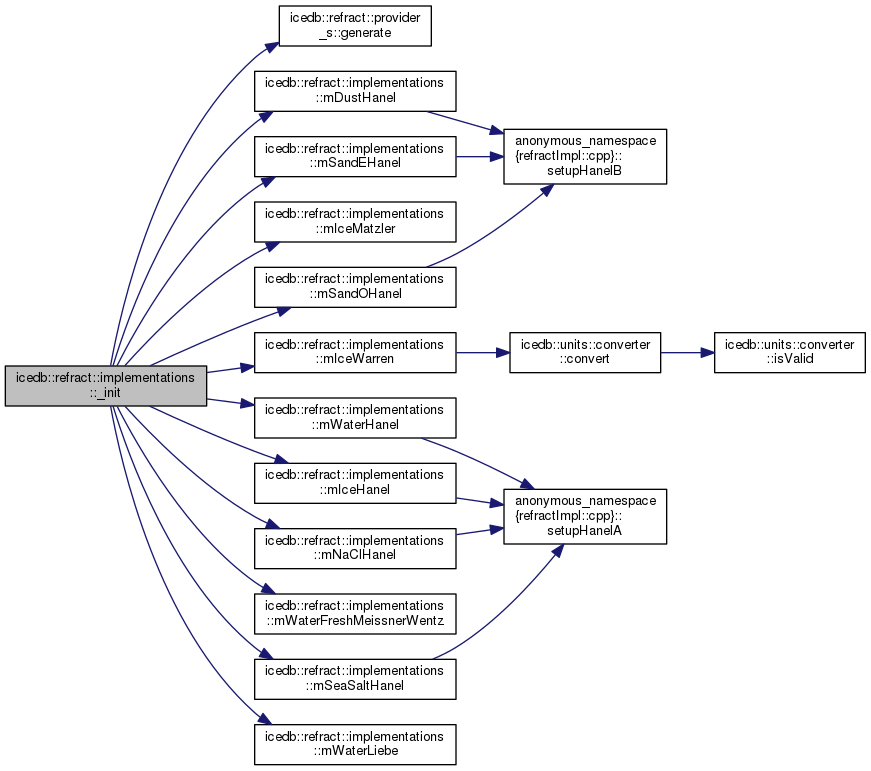 icedb::refract::provider
_s::generate
icedb::refract::implementations
::mDustHanel
icedb::refract::implementations
::mSandEHanel
icedb::refract::implementations
::mIceMatzler
icedb::refract::implementations
::mSandOHanel
icedb::refract::implementations
::mIceWarren
icedb::refract::implementations
::_init
icedb::refract::implementations
::mWaterHanel
icedb::refract::implementations
::mIceHanel
icedb::refract::implementations
::mNaClHanel
icedb::refract::implementations
::mWaterFreshMeissnerWentz
icedb::refract::implementations
::mSeaSaltHanel
icedb::refract::implementations
::mWaterLiebe
anonymous_namespace
{refractImpl::cpp}::
setupHanelB
icedb::units::converter
::convert
icedb::units::converter
::isValid
anonymous_namespace
{refractImpl::cpp}::
setupHanelA